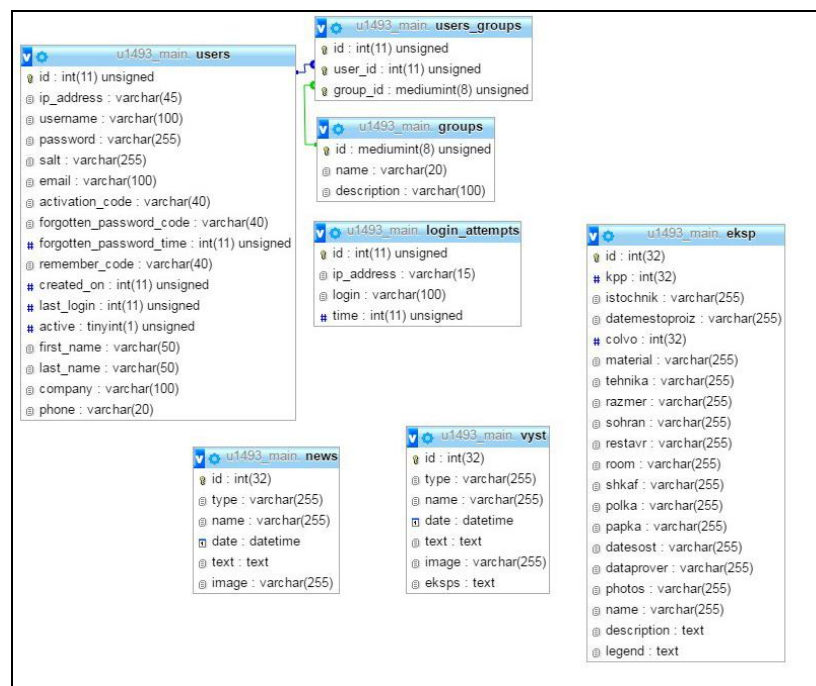 u1493_main. users
id : int(11) unsigned
ip_address : varchar(45)
username : varchar(100)
password : varchar(255)
salt : varchar(255)
email : varchar(100)
activation_code : varchar(40)
forgotten_password_code : varchar(40)
# forgotten_password_time : int(11) unsigned
remember_code : varchar(40)
# created_on : int(11) unsigned
# last_login : int(11) unsigned
# active : tinyint(1) unsigned
first_name : varchar(50)
last_name : varchar(50)
company : varchar(100)
phone : varchar(20)
u1493_main. users_groups
id : int(11) unsigned
user_id : int(11) unsigned
group_id : mediumint(8) unsigned
u1493_main. groups
id : mediumint(8) unsigned
name : varchar(20)
description : varchar(100)
u1493_main. login_attempts
id : int(11) unsigned
ip_address : varchar(15)
login : varchar(100)
# time : int(11) unsigned
u1493_main. eksp
id : int(32)
# kpp : int(32)
istochnik : varchar(255)
datemestoproiz : varchar(255)
# colvo : int(32)
material : varchar(255)
tehnika : varchar(255)
razmer : varchar(255)
sohran : varchar(255)
restavr : varchar(255)
room : varchar(255)
shkaf : varchar(255)
polka : varchar(255)
papka : varchar(255)
datesost : varchar(255)
dataprover : varchar(255)
photos : varchar(255)
name : varchar(255)
description : text
legend : text
u1493_main. news
id : int(32)
type : varchar(255)
name : varchar(255)
date : datetime
text : text
image : varchar(255)
u1493_main. vyst
id : int(32)
type : varchar(255)
name : varchar(255)
date : datetime
text : text
image : varchar(255)
eksps : text